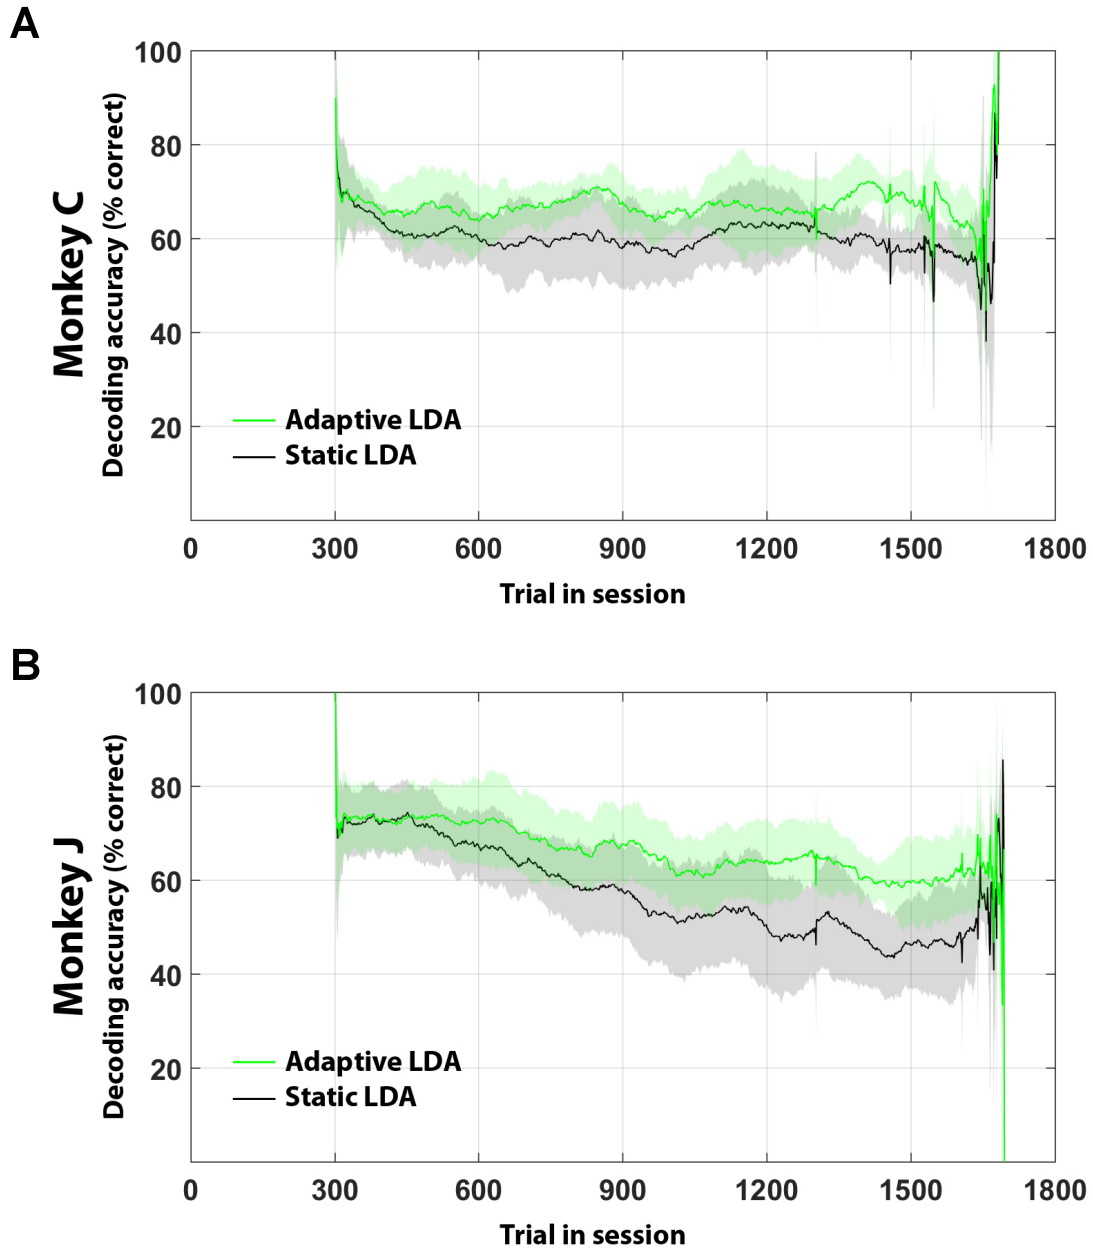 A
Monkey C
Decoding accuracy (% correct)
100
80
60
40
20
Adaptive LDA
Static LDA
0 300 600 900 1200 1500 1800
Trial in session
B
Monkey J
Decoding accuracy (% correct)
100
80
60
40
20
Adaptive LDA
Static LDA
0 300 600 900 1200 1500 1800
Trial in session